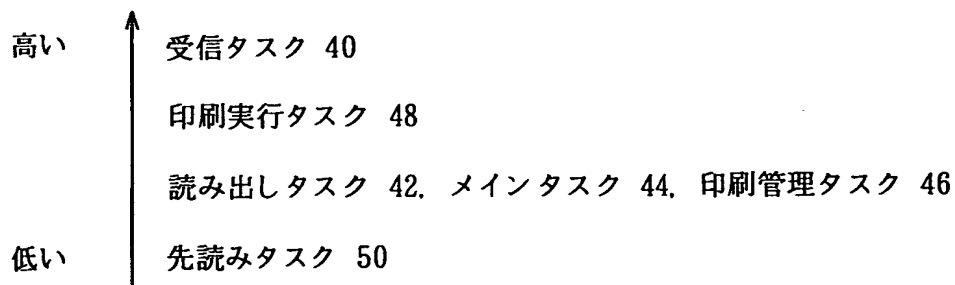 高い 受信タスク 40
印刷実行タスク 48
読み出しタスク 42, メインタスク 44, 印刷管理タスク 46
低い 先読みタスク 50